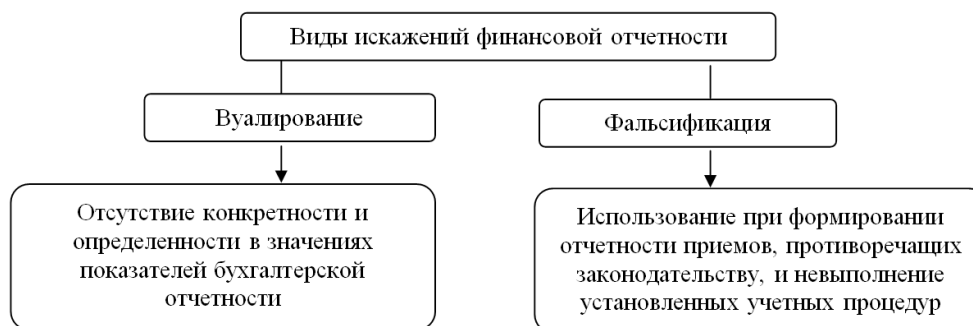 Виды искажений финансовой отчетности
Вуалирование
Фальсификация
Отсутствие конкретности и
определенности в значениях
показателей бухгалтерской
отчетности
Использование при формировании
отчетности приемов, противоречащих
законодательству, и невыполнение
установленных учетных процедур